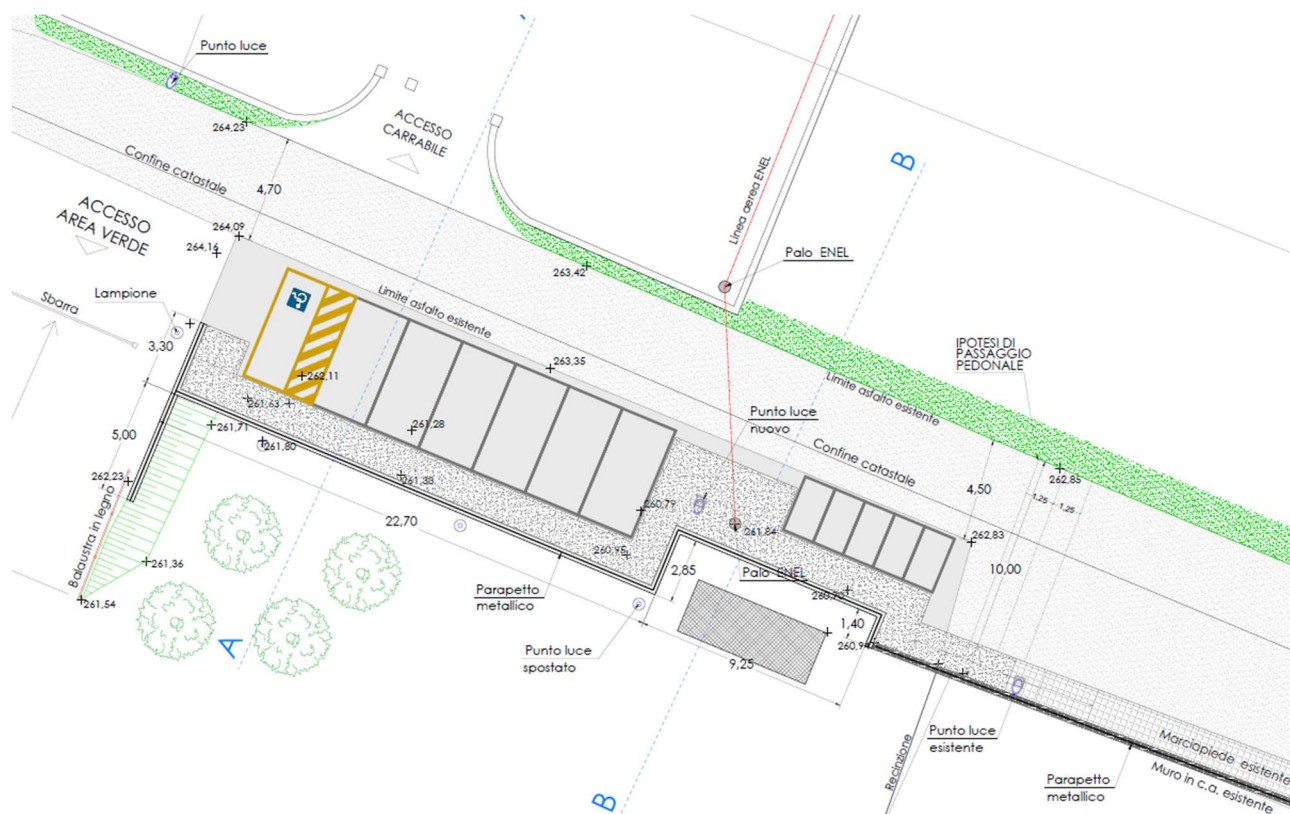 Punto luce
264,23
ACCESSO
CARRABILE
Confine catastale
4,70
ACCESSO
AREA VERDE
264,09
264,16
Linea aerea ENEL
B
Palo ENEL
263,42
Lampione
Sbarra
Limite asfalto esistente
3,30
263,35
IPOTESI DI
PASSAGGIO
PEDONALE
262,11
Limite asfalto esistente
261,63
Punto luce
nuovo
261,71
261,28
Confine catastale
5,00
261,80
262,85
262,23
261,38
4,50
1,25
1,25
260,79
Balaustra in legno
22,70
261,84
262,83
260,95
10,00
261,36
Palo ENEL
2,85
Parapetto
metallico
260,70
261,54
1,40
A
Punto luce
spostato
260,94
9,25
Punto luce
esistente
Recinzione
Marciapiede esistente
Parapetto
metallico
Muro in c.a. esistente
B